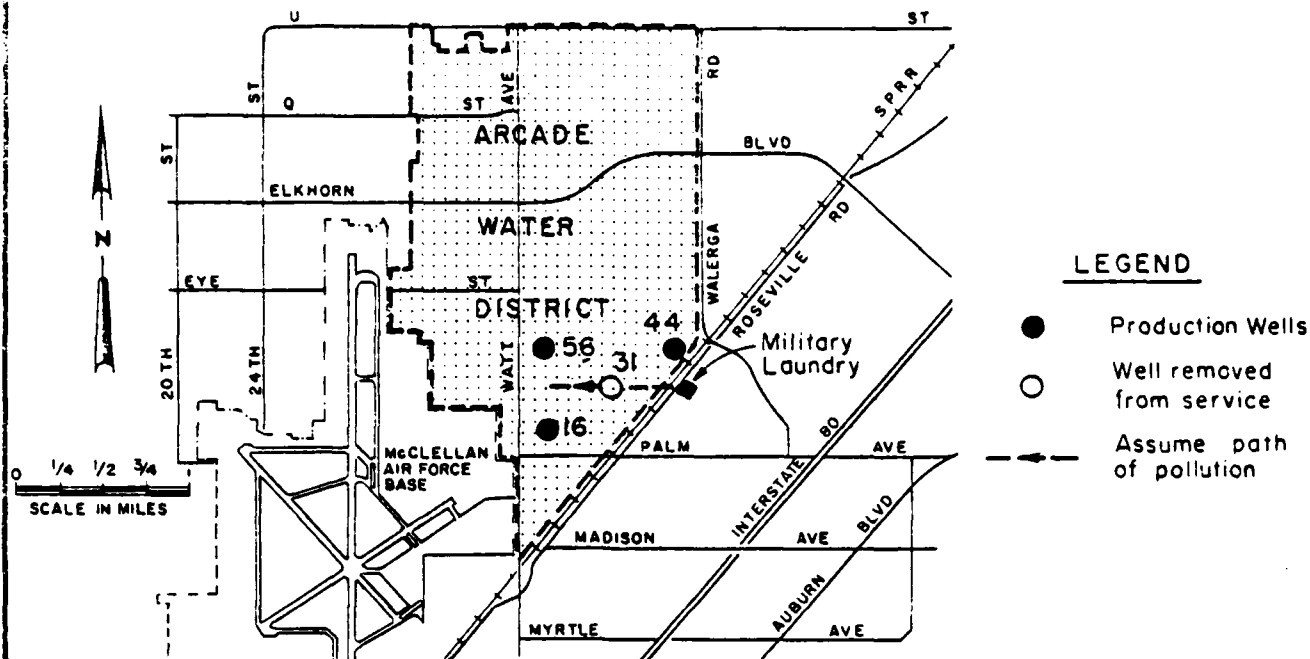 U ST
ST
Q ST
AVE
RD
SPRR
ARCADE
ST
BLVD
ELKHORN
WATER
RD
N
WALERGA
EYE ST
DISTRICT
ROSEVILLE
LEGEND
44
Production Wells
56
Military
Laundry
31
WATT
20TH
24TH
Well removed
from service
16
PALM AVE
Assume path
of pollution
McCLELLAN
AIR FORCE
BASE
0 1/4 1/2 3/4
SCALE IN MILES
INTERSTATE 80
BLVD
MADISON AVE
AUBURN
MYRTLE AVE